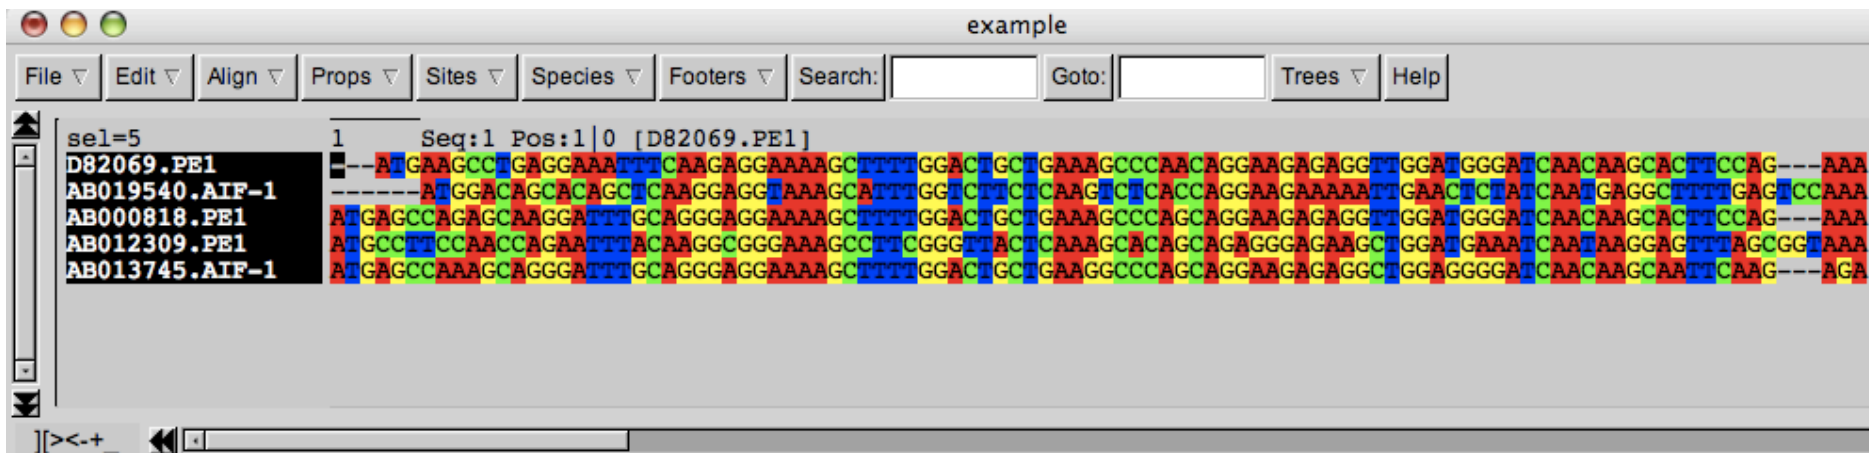 example
File Edit Align Props Sites Species Footers Search: Goto: Trees Help
sel=5 1 Seq:1 Pos:1|0 [D82069.PE1]
D82069.PE1 ---ATGAAGCCTGAGGAAATTTCAAGAGGAAAAGCTTTTGGACTGCTGAAAGCCCAACAGGAAGAGAGGTTGGATGGGATCAACAAGCACTTCCAG---AAA
AB019540.AIF-1 ------ATGGACAGCACAGCTCAAGGAGGTAAAGCATTTGGTCTTCTCAAGTCTCACCAGGAAGAAAAATTGAACTCTATCAATGAGGCTTTTGAGTCCAAA
AB000818.PE1 ATGAGCCAGAGCAAGGATTTGCAGGGAGGAAAAGCTTTTGGACTGCTGAAAGCCCAGCAGGAAGAGAGGTTGGATGGGATCAACAAGCACTTCCAG---AAA
AB012309.PE1 ATGCCTTCCAACCAGAATTTACAAGGCGGGAAAGCCTTCGGGTTACTCAAAGCACAGCAGAGGGAGAAGCTGGATGAAATCAATAAGGAGTTTAGCGGTAAA
AB013745.AIF-1 ATGAGCCAAAGCAGGGATTTGCAGGGAGGAAAAGCTTTTGGACTGCTGAAGGCCCAGCAGGAAGAGAGGCTGGAGGGGATCAACAAGCAATTCAAG---AGA
][><-+_